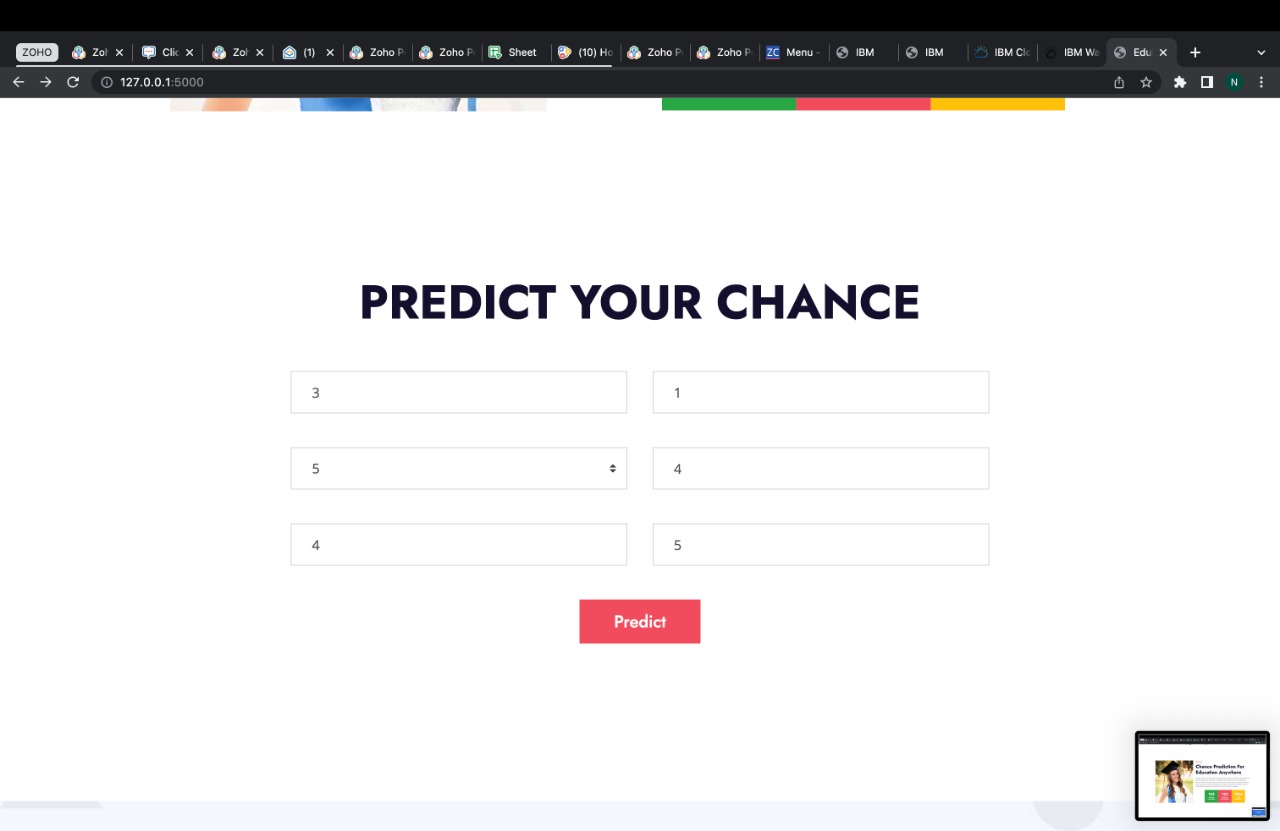 ZOHO Zoh Clic Zoh (1) Zoho P Zoho P Sheet (10) Ho Zoho P Zoho P ZC Menu - IBM IBM IBM Clo IBM Wa Edu
127.0.0.1:5000 N
PREDICT YOUR CHANCE
3 1
5 4
4 5
Predict
Chance Prediction For
Education Anywhere